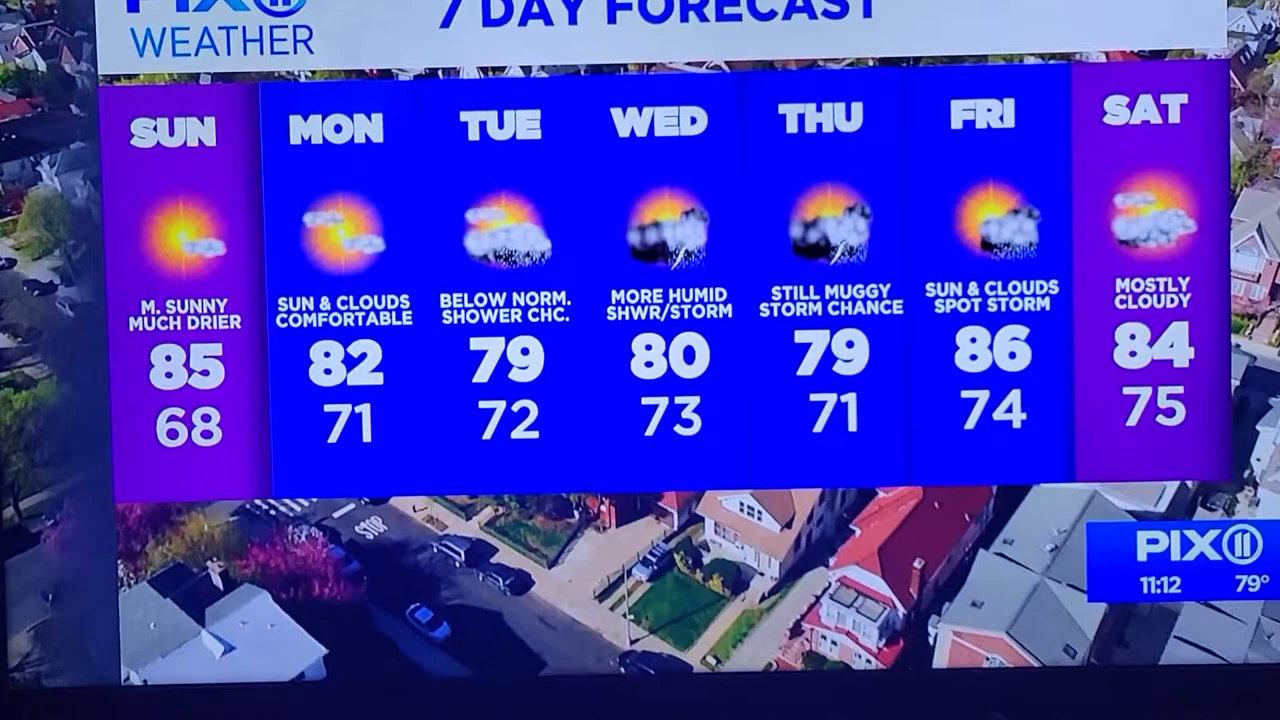 PIX11
WEATHER
7 DAY FORECAST
SUN
M. SUNNY
MUCH DRIER
85
68
MON
SUN & CLOUDS
COMFORTABLE
82
71
TUE
BELOW NORM.
SHOWER CHC.
79
72
WED
MORE HUMID
SHWR/STORM
80
73
THU
STILL MUGGY
STORM CHANCE
79
71
FRI
SUN & CLOUDS
SPOT STORM
86
74
SAT
MOSTLY
CLOUDY
84
75
STOP
PIX11
11:12 79°